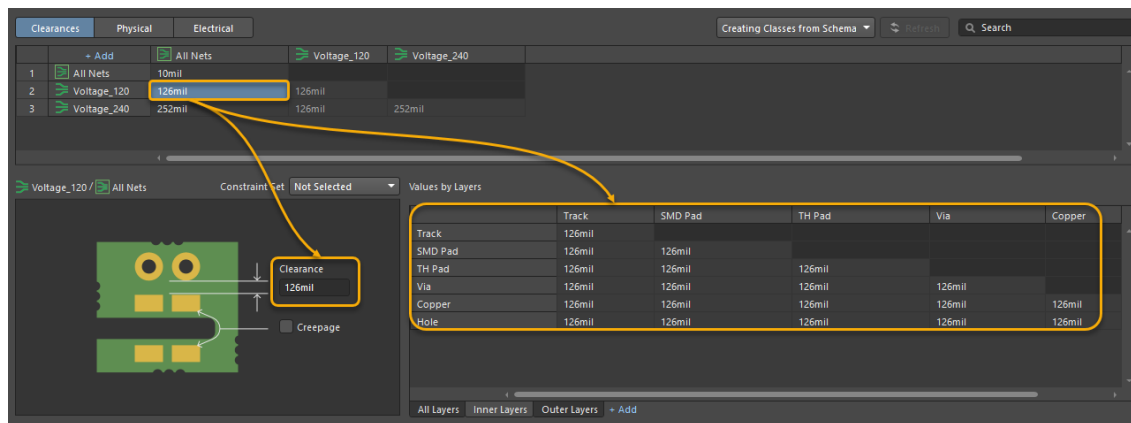 Clearances Physical Electrical Creating Classes from Schema Refresh Search
+ Add All Nets Voltage_120 Voltage_240
1 All Nets 10mil
2 Voltage_120 126mil 126mil
3 Voltage_240 252mil 126mil 252mil
Voltage_120 / All Nets Constraint Set Not Selected
Clearance
126mil
Creepage
Values by Layers
Track SMD Pad TH Pad Via Copper
Track 126mil
SMD Pad 126mil 126mil
TH Pad 126mil 126mil 126mil
Via 126mil 126mil 126mil 126mil
Copper 126mil 126mil 126mil 126mil 126mil
Hole 126mil 126mil 126mil 126mil 126mil
All Layers Inner Layers Outer Layers + Add